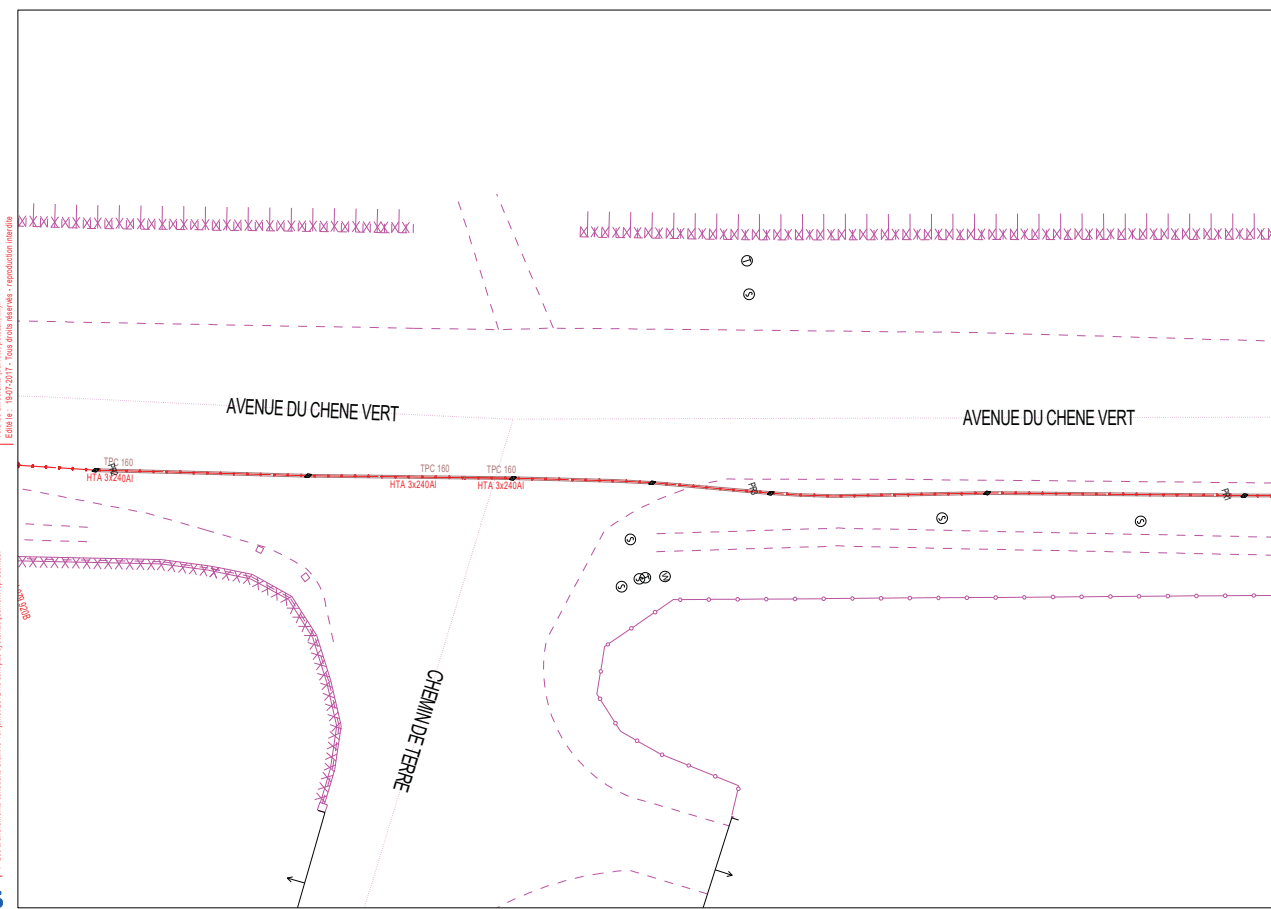 AVENUE DU CHENE VERT
AVENUE DU CHENE VERT
TPC 160
TPC 160
TPC 160
HTA 3x240Al
HTA 3x240Al
HTA 3x240Al
CHEMIN DE TERRE
T
S
S
S
S
S
S
Edité le : 19-07-2017 - Tous droits réservés - reproduction interdite